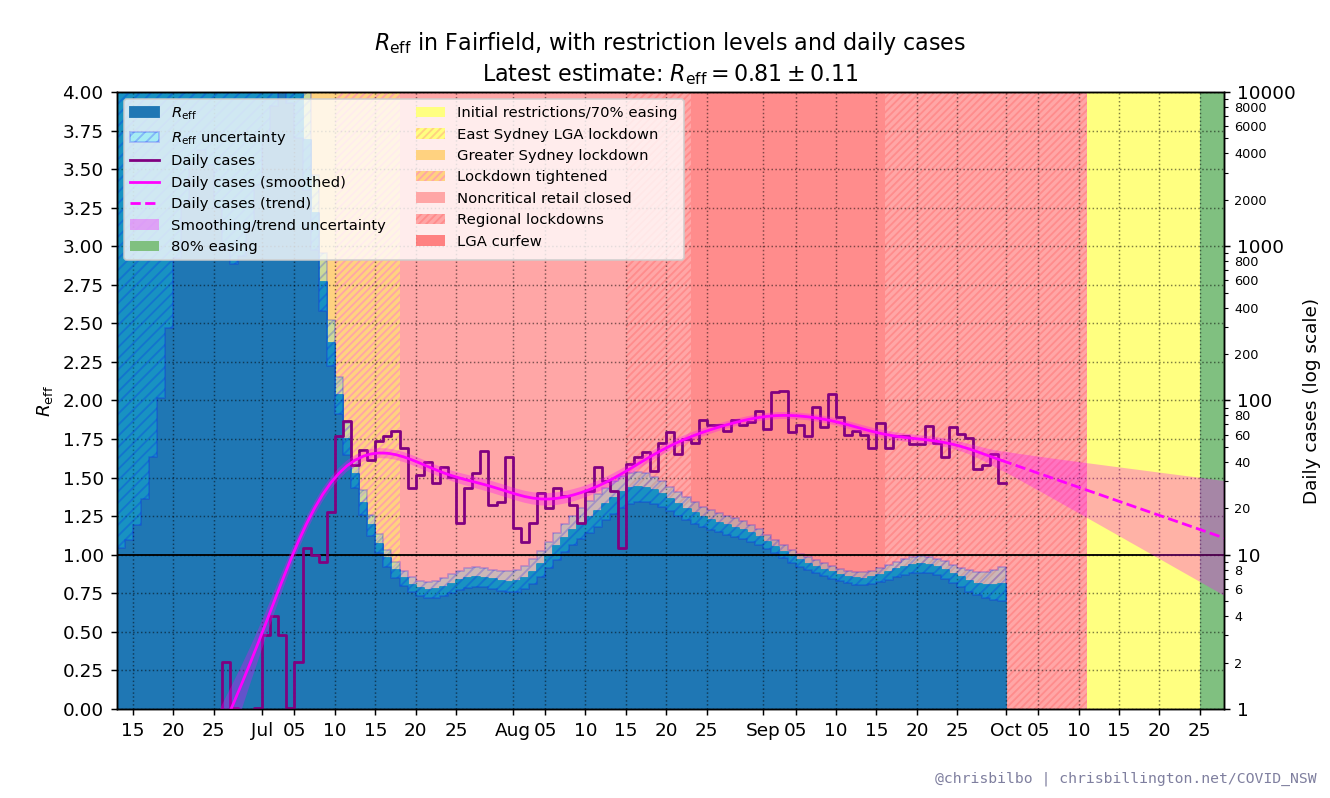 Reff in Fairfield, with restriction levels and daily cases
Latest estimate: Reff = 0.81 ± 0.11
Reff
Reff uncertainty
Daily cases
Daily cases (smoothed)
Daily cases (trend)
Smoothing/trend uncertainty
80% easing
Initial restrictions/70% easing
East Sydney LGA lockdown
Greater Sydney lockdown
Lockdown tightened
Noncritical retail closed
Regional lockdowns
LGA curfew
Reff
4.00
3.75
3.50
3.25
3.00
2.75
2.50
2.25
2.00
1.75
1.50
1.25
1.00
0.75
0.50
0.25
0.00
10000
8000
6000
4000
2000
1000
800
600
400
200
100
80
60
40
20
10
8
6
4
2
1
Daily cases (log scale)
15 20 25 Jul 05 10 15 20 25 Aug 05 10 15 20 25 Sep 05 10 15 20 25 Oct 05 10 15 20 25
@chrisbilbo | chrisbillington.net/COVID_NSW